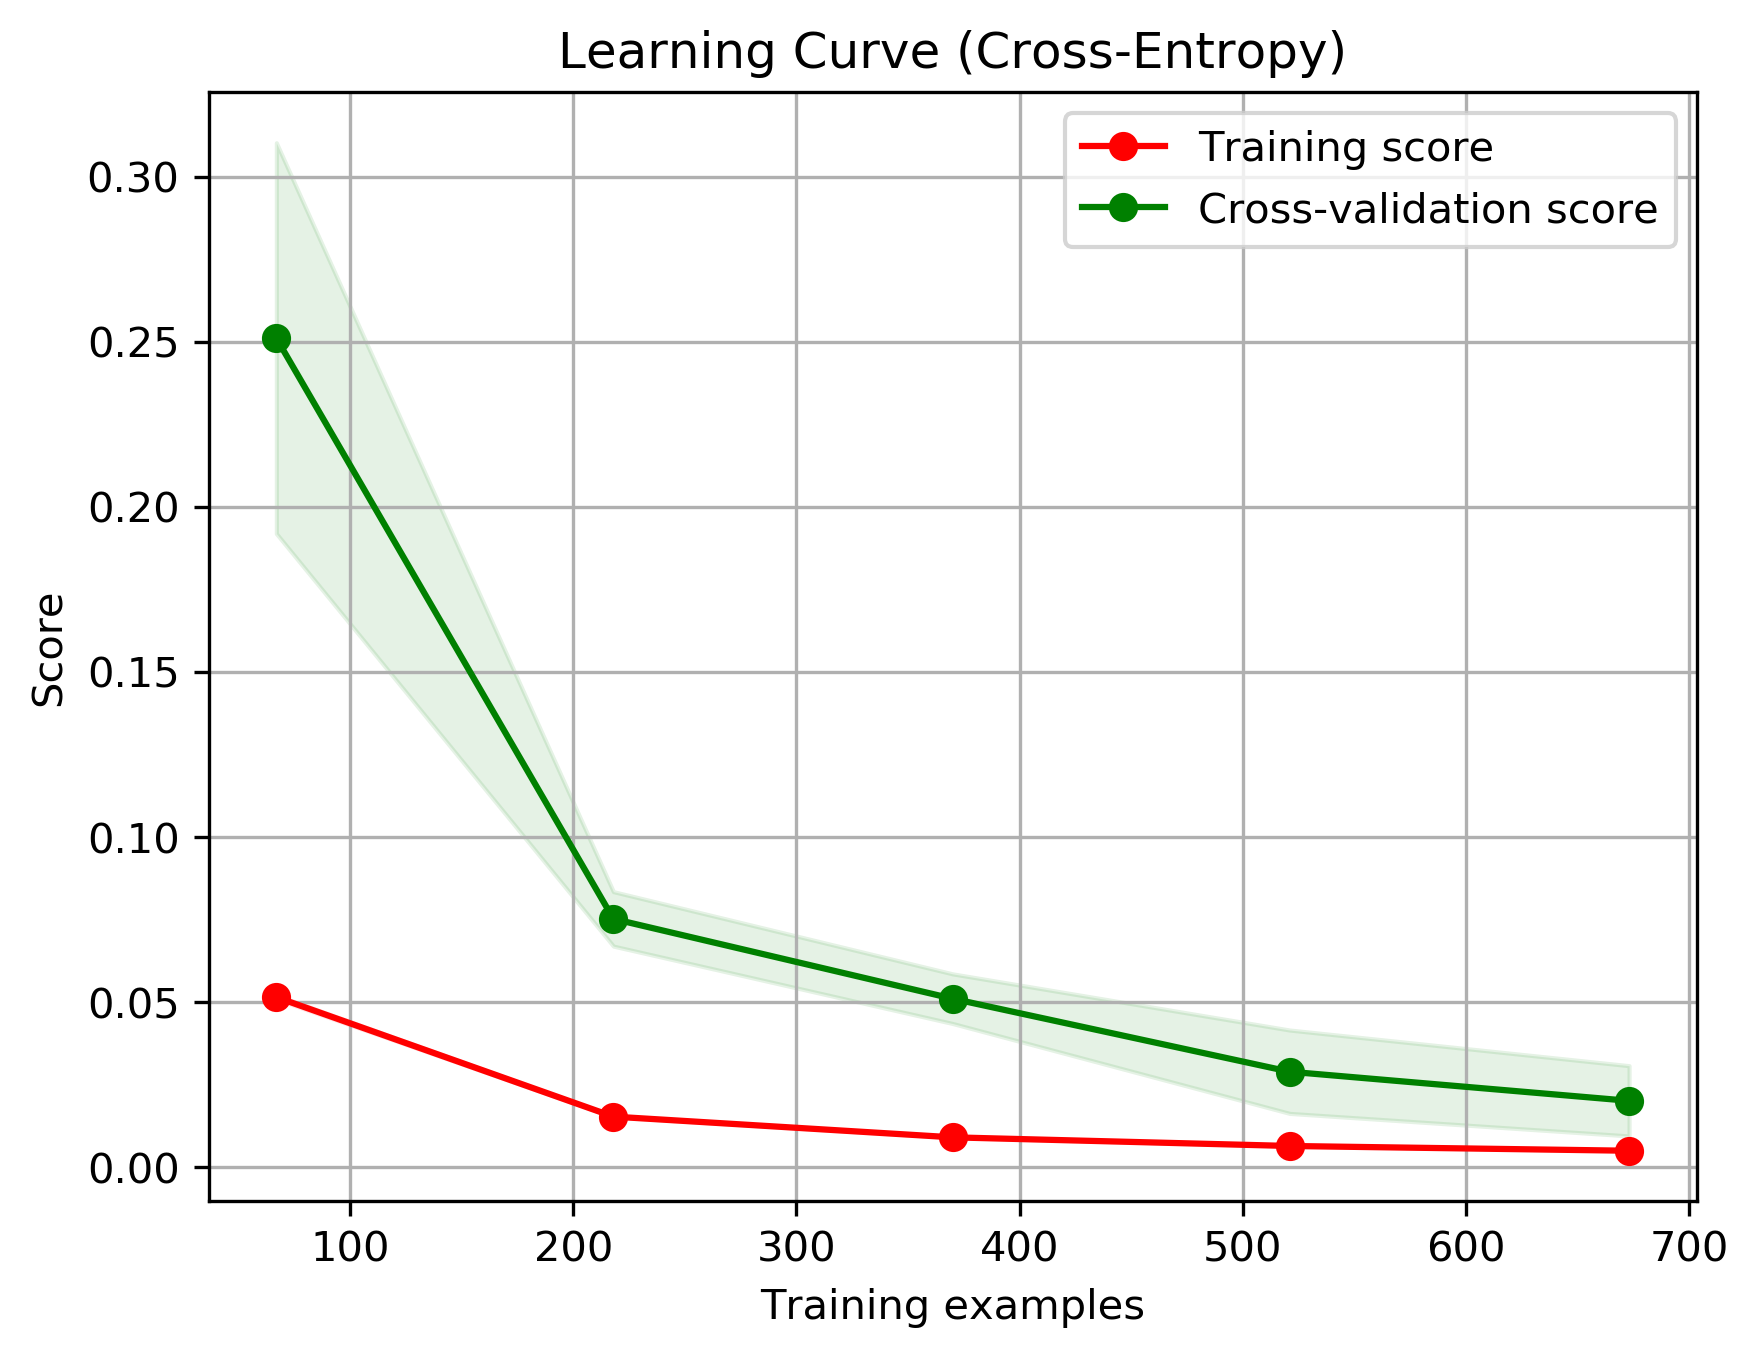 Learning Curve (Cross-Entropy)
Training score
Cross-validation score
0.30
0.25
0.20
0.15
0.10
0.05
0.00
Score
100 200 300 400 500 600 700
Training examples